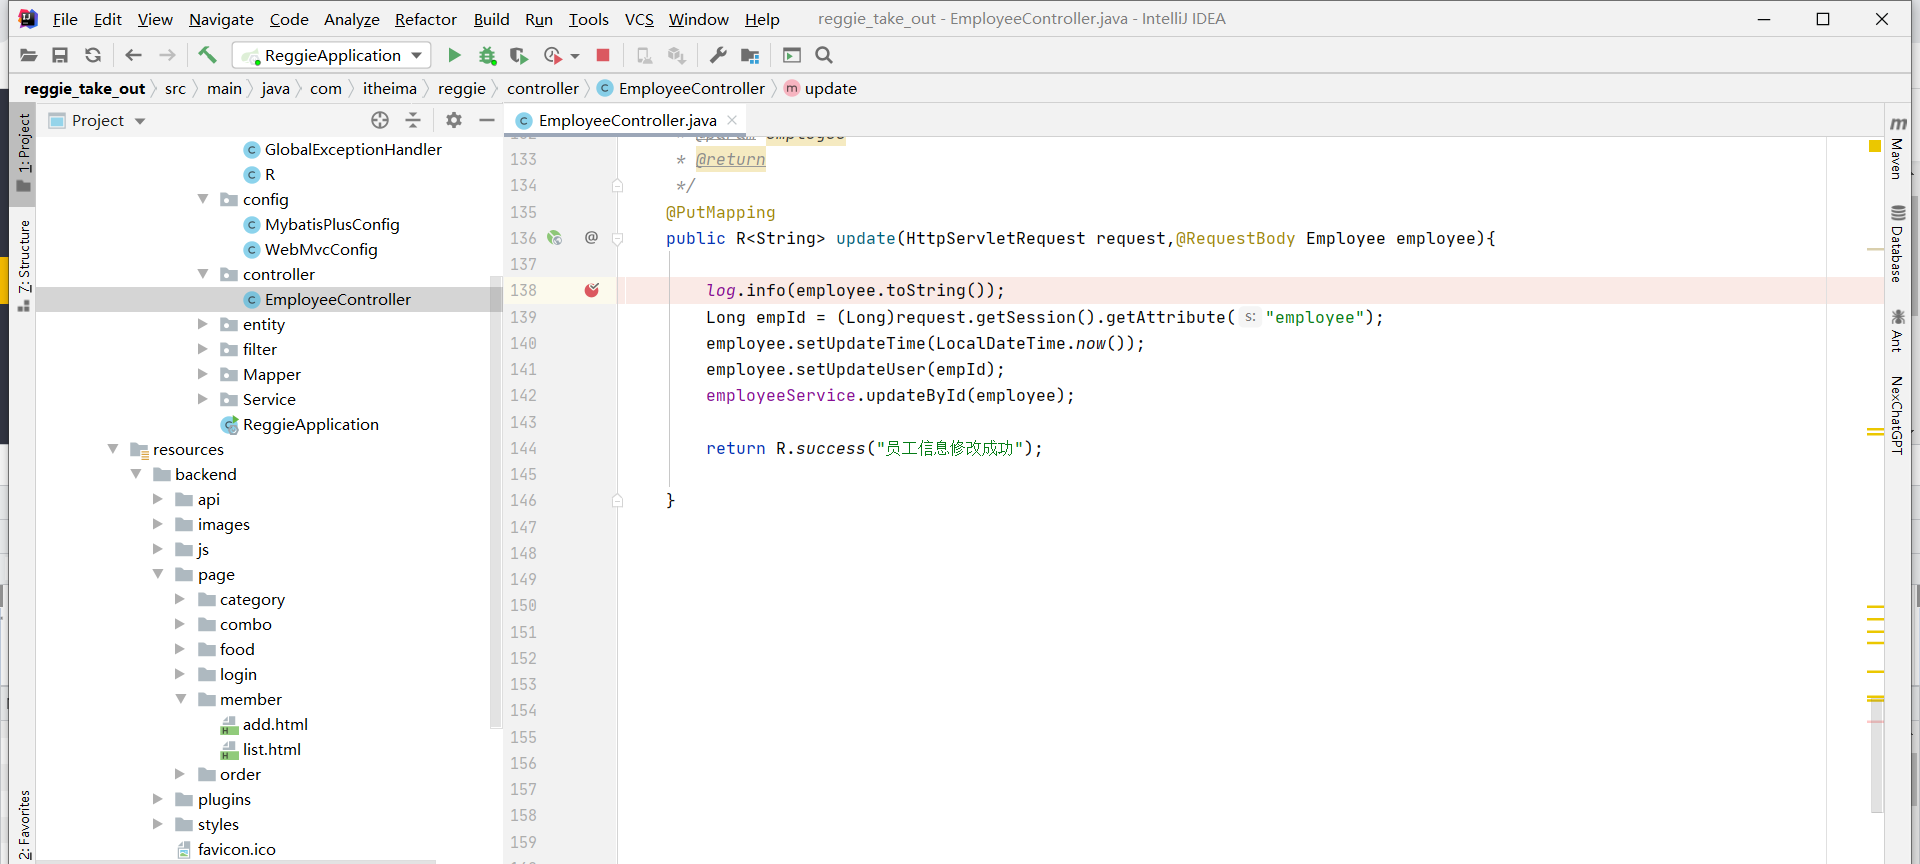 File Edit View Navigate Code Analyze Refactor Build Run Tools VCS Window Help reggie_take_out - EmployeeController.java - IntelliJ IDEA
ReggieApplication
reggie_take_out src main java com itheima reggie controller EmployeeController update
Project
EmployeeController.java
1: Project
Z: Structure
2: Favorites
GlobalExceptionHandler
R
config
MybatisPlusConfig
WebMvcConfig
controller
EmployeeController
entity
filter
Mapper
Service
ReggieApplication
resources
backend
api
images
js
page
category
combo
food
login
member
add.html
list.html
order
plugins
styles
favicon.ico
132 * @param employee
133 * @return
134 */
135 @PutMapping
136 public R<String> update(HttpServletRequest request,@RequestBody Employee employee){
137
138 log.info(employee.toString());
139 Long empId = (Long)request.getSession().getAttribute( s: "employee");
140 employee.setUpdateTime(LocalDateTime.now());
141 employee.setUpdateUser(empId);
142 employeeService.updateById(employee);
143
144 return R.success("员工信息修改成功");
145
146 }
147
148
149
150
151
152
153
154
155
156
157
158
159
Maven
Database
Ant
NexChatGPT